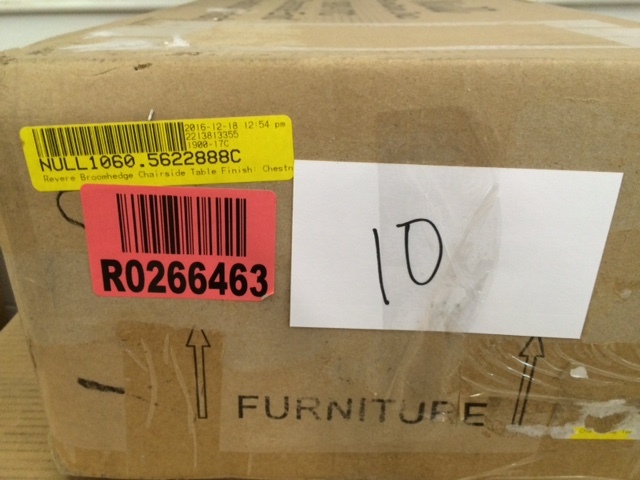 2016-12-18 12:54 pm
2213813355
1900-17C
NULL1060.5622888C
Revere Broomhedge Chairside Table Finish: Chestn
R0266463
10
FURNITURE